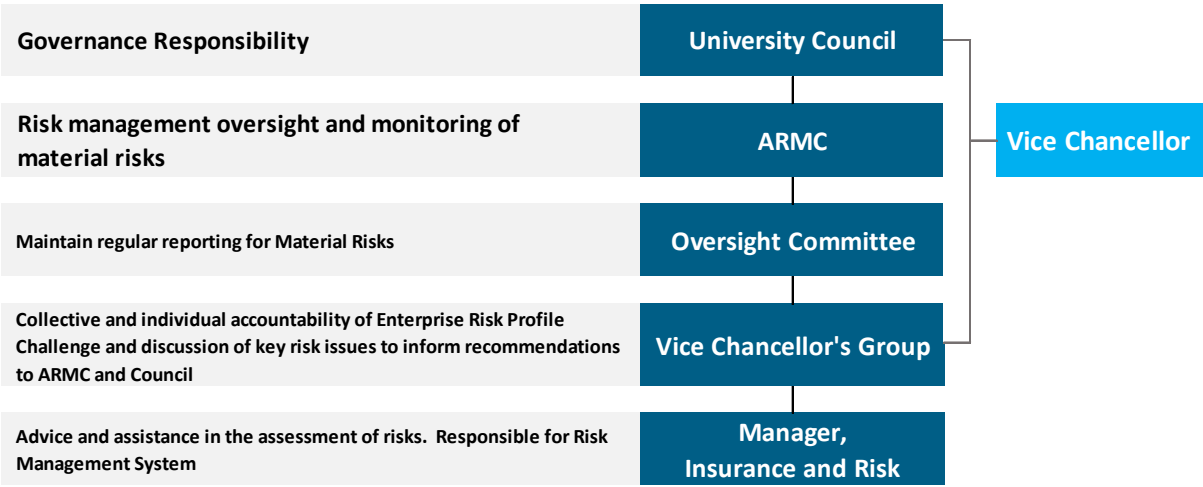 Governance Responsibility
University Council
Risk management oversight and monitoring of
material risks
ARMC
Vice Chancellor
Maintain regular reporting for Material Risks
Oversight Committee
Collective and individual accountability of Enterprise Risk Profile
Challenge and discussion of key risk issues to inform recommendations
to ARMC and Council
Vice Chancellor's Group
Advice and assistance in the assessment of risks.  Responsible for Risk
Management System
Manager,
Insurance and Risk